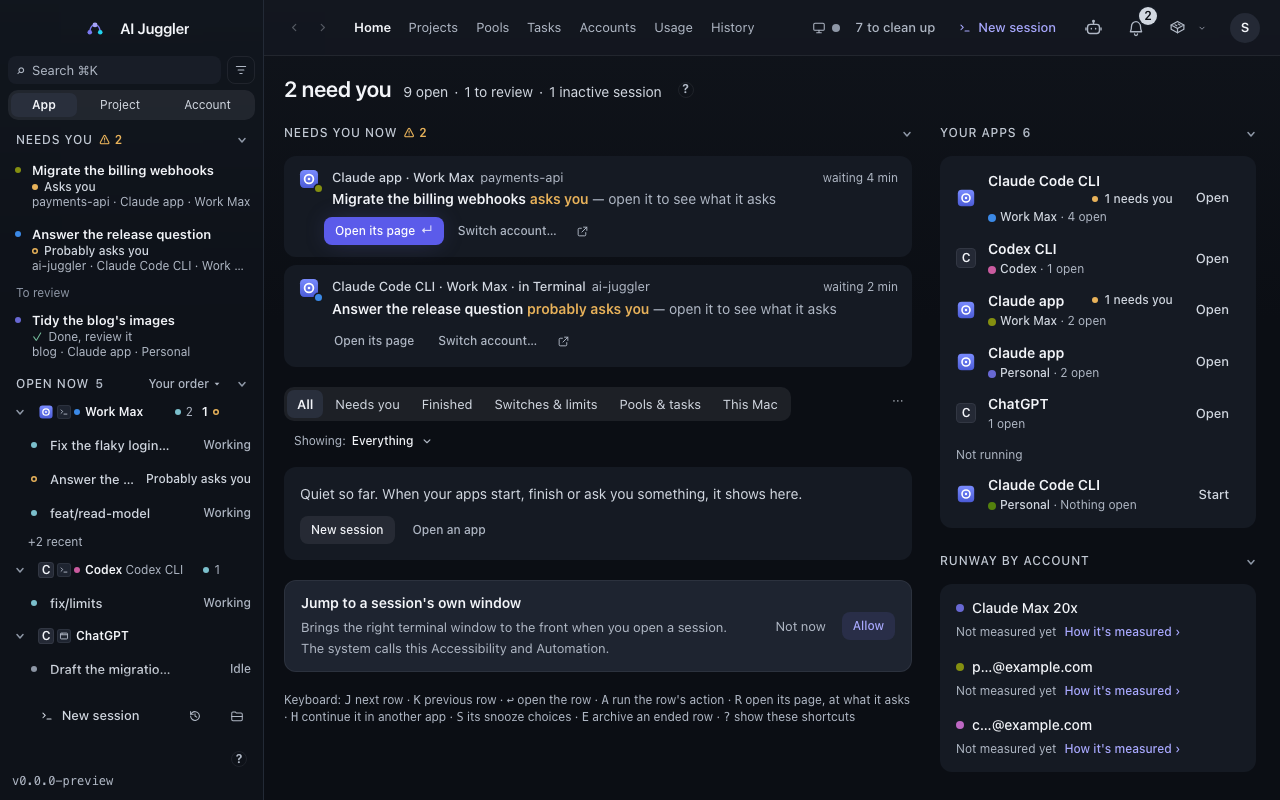 AI Juggler
Search ⌘K
App Project Account
NEEDS YOU 2
Migrate the billing webhooks
Asks you
payments-api · Claude app · Work Max
Answer the release question
Probably asks you
ai-juggler · Claude Code CLI · Work ...
To review
Tidy the blog's images
Done, review it
blog · Claude app · Personal
OPEN NOW 5 Your order
Work Max 2 1
Fix the flaky login... Working
Answer the ... Probably asks you
feat/read-model Working
+2 recent
C Codex Codex CLI 1
fix/limits Working
C ChatGPT
Draft the migratio... Idle
New session
?
v0.0.0-preview
Home Projects Pools Tasks Accounts Usage History
7 to clean up New session 2 S
2 need you 9 open · 1 to review · 1 inactive session ?
NEEDS YOU NOW 2
Claude app · Work Max payments-api waiting 4 min
Migrate the billing webhooks asks you — open it to see what it asks
Open its page ↵ Switch account...
Claude Code CLI · Work Max · in Terminal ai-juggler waiting 2 min
Answer the release question probably asks you — open it to see what it asks
Open its page Switch account...
All Needs you Finished Switches & limits Pools & tasks This Mac ...
Showing: Everything
Quiet so far. When your apps start, finish or ask you something, it shows here.
New session Open an app
Jump to a session's own window
Brings the right terminal window to the front when you open a session.
The system calls this Accessibility and Automation.
Not now Allow
Keyboard: J next row · K previous row · ↩ open the row · A run the row's action · R open its page, at what it asks
· H continue it in another app · S its snooze choices · E archive an ended row · ? show these shortcuts
YOUR APPS 6
Claude Code CLI
1 needs you
Work Max · 4 open
Open
C Codex CLI
Codex · 1 open
Open
Claude app 1 needs you
Work Max · 2 open
Open
Claude app
Personal · 2 open
Open
C ChatGPT
1 open
Open
Not running
Claude Code CLI
Personal · Nothing open
Start
RUNWAY BY ACCOUNT
Claude Max 20x
Not measured yet How it's measured ›
p...@example.com
Not measured yet How it's measured ›
c...@example.com
Not measured yet How it's measured ›